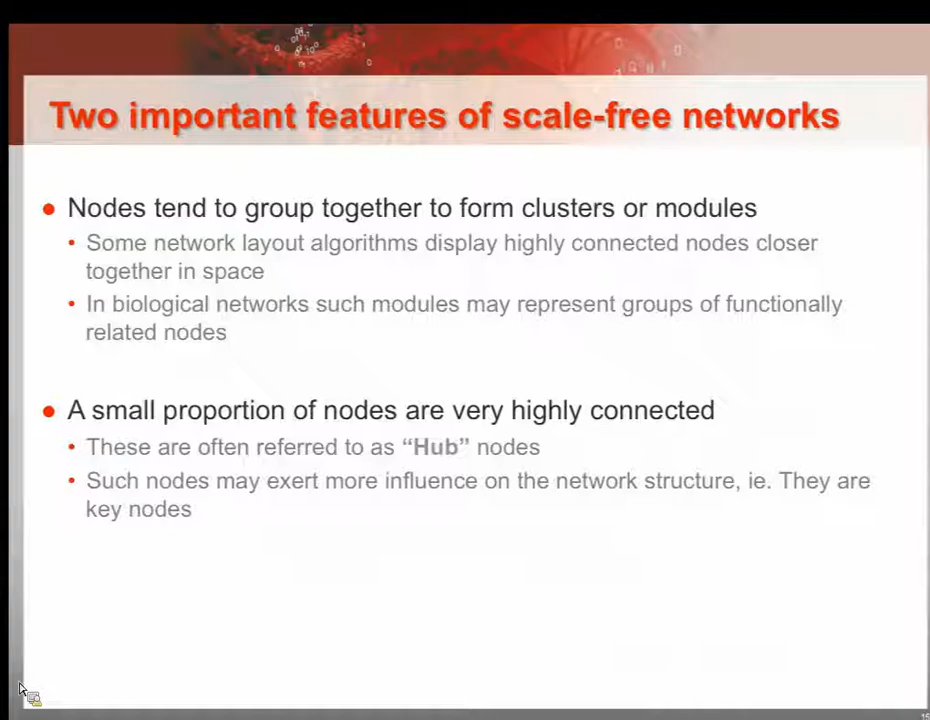 Two important features of scale-free networks
● Nodes tend to group together to form clusters or modules
• Some network layout algorithms display highly connected nodes closer
together in space
• In biological networks such modules may represent groups of functionally
related nodes
● A small proportion of nodes are very highly connected
• These are often referred to as “Hub” nodes
• Such nodes may exert more influence on the network structure, ie. They are
key nodes